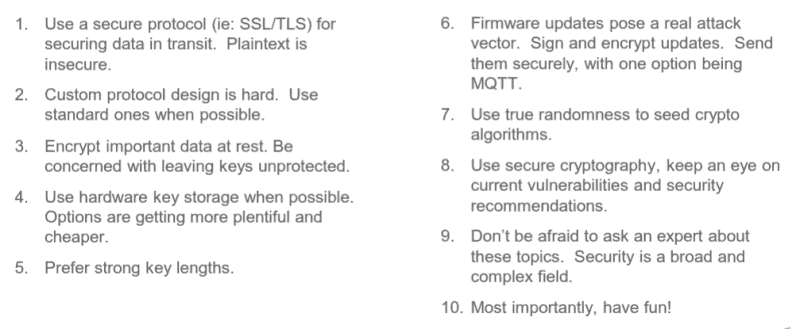 1. Use a secure protocol (ie: SSL/TLS) for
securing data in transit. Plaintext is
insecure.
2. Custom protocol design is hard. Use
standard ones when possible.
3. Encrypt important data at rest. Be
concerned with leaving keys unprotected.
4. Use hardware key storage when possible.
Options are getting more plentiful and
cheaper.
5. Prefer strong key lengths.
6. Firmware updates pose a real attack
vector. Sign and encrypt updates. Send
them securely, with one option being
MQTT.
7. Use true randomness to seed crypto
algorithms.
8. Use secure cryptography, keep an eye on
current vulnerabilities and security
recommendations.
9. Don't be afraid to ask an expert about
these topics. Security is a broad and
complex field.
10. Most importantly, have fun!